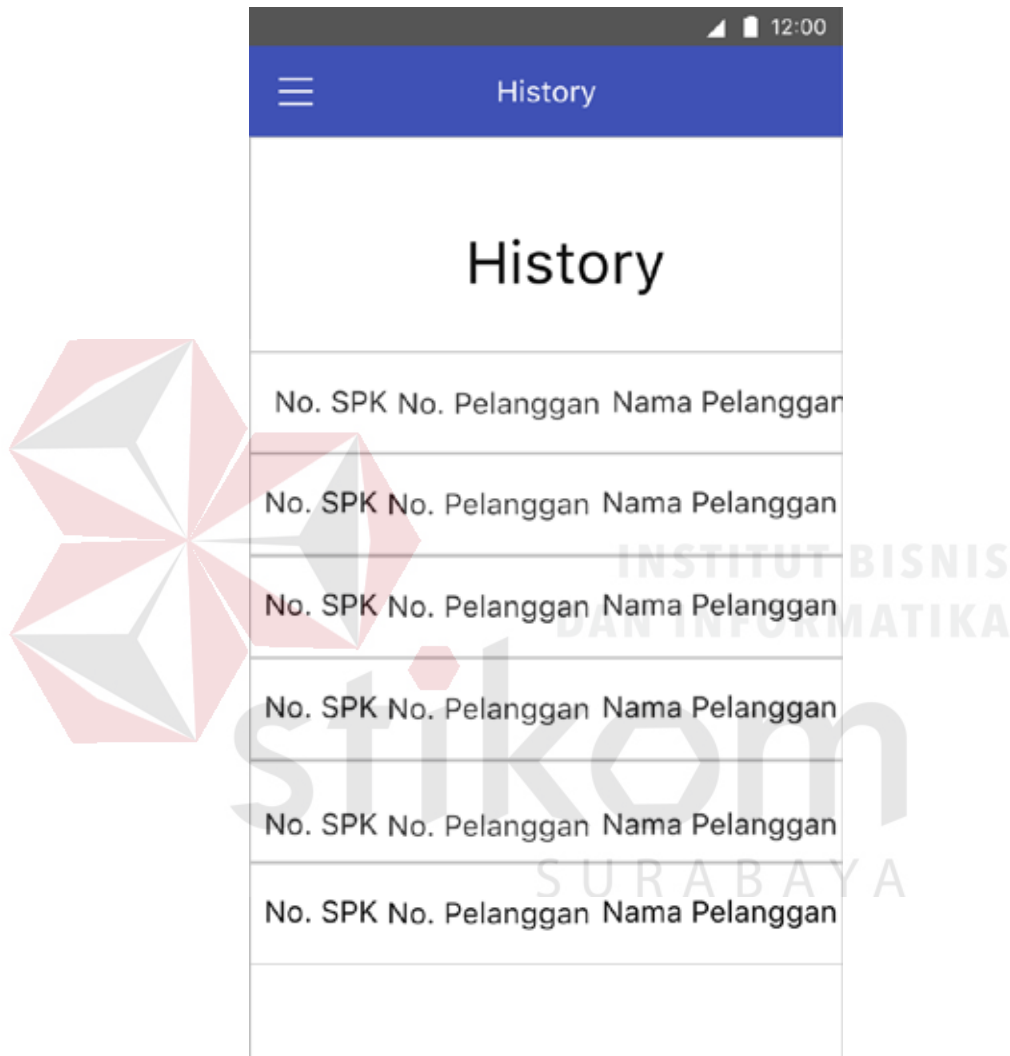 12:00
History
History
No. SPK No. Pelanggan Nama Pelanggan
No. SPK No. Pelanggan Nama Pelanggan
INSTITUT BISNIS
No. SPK No. Pelanggan Nama Pelanggan
DAN INFORMATIKA
stikom
No. SPK No. Pelanggan Nama Pelanggan
No. SPK No. Pelanggan Nama Pelanggan
SURABAYA
No. SPK No. Pelanggan Nama Pelanggan